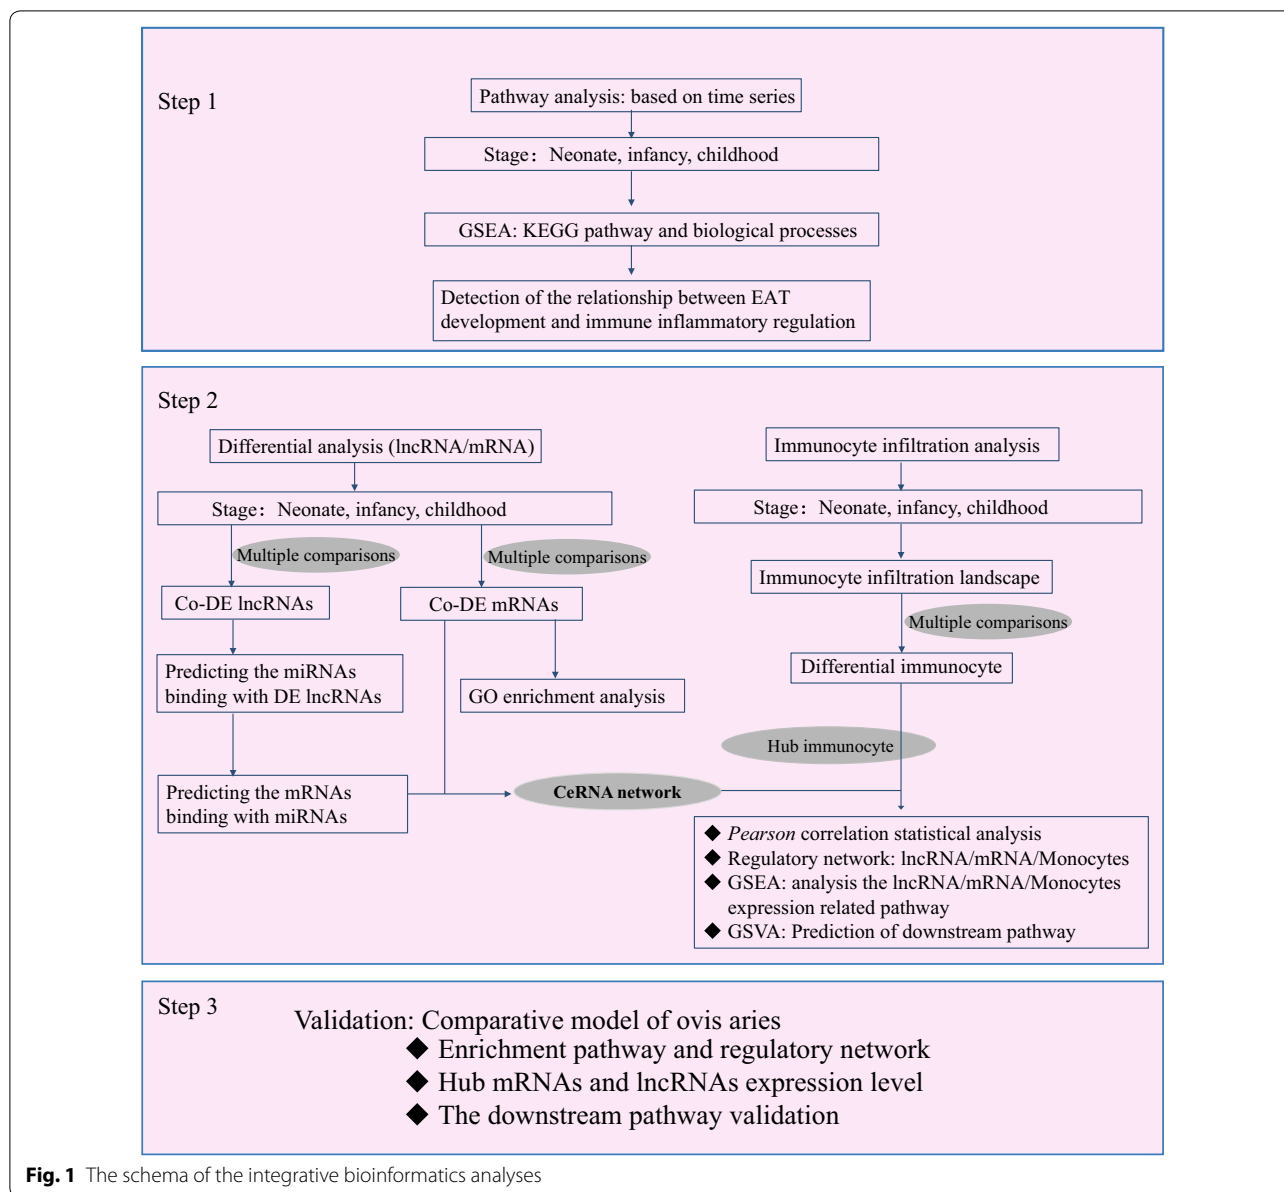 Step 1
Pathway analysis: based on time series
Stage：Neonate, infancy, childhood
GSEA: KEGG pathway and biological processes
Detection of the relationship between EAT
development and immune inflammatory regulation
Step 2
Differential analysis (lncRNA/mRNA)
Stage：Neonate, infancy, childhood
Multiple comparisons
Multiple comparisons
Co-DE lncRNAs
Co-DE mRNAs
Predicting the miRNAs
binding with DE lncRNAs
GO enrichment analysis
Predicting the mRNAs
binding with miRNAs
CeRNA network
Immunocyte infiltration analysis
Stage：Neonate, infancy, childhood
Immunocyte infiltration landscape
Multiple comparisons
Differential immunocyte
Hub immunocyte
◆ Pearson correlation statistical analysis
◆ Regulatory network: lncRNA/mRNA/Monocytes
◆ GSEA: analysis the lncRNA/mRNA/Monocytes
expression related pathway
◆ GSVA: Prediction of downstream pathway
Step 3
Validation: Comparative model of ovis aries
◆ Enrichment pathway and regulatory network
◆ Hub mRNAs and lncRNAs expression level
◆ The downstream pathway validation
Fig. 1 The schema of the integrative bioinformatics analyses